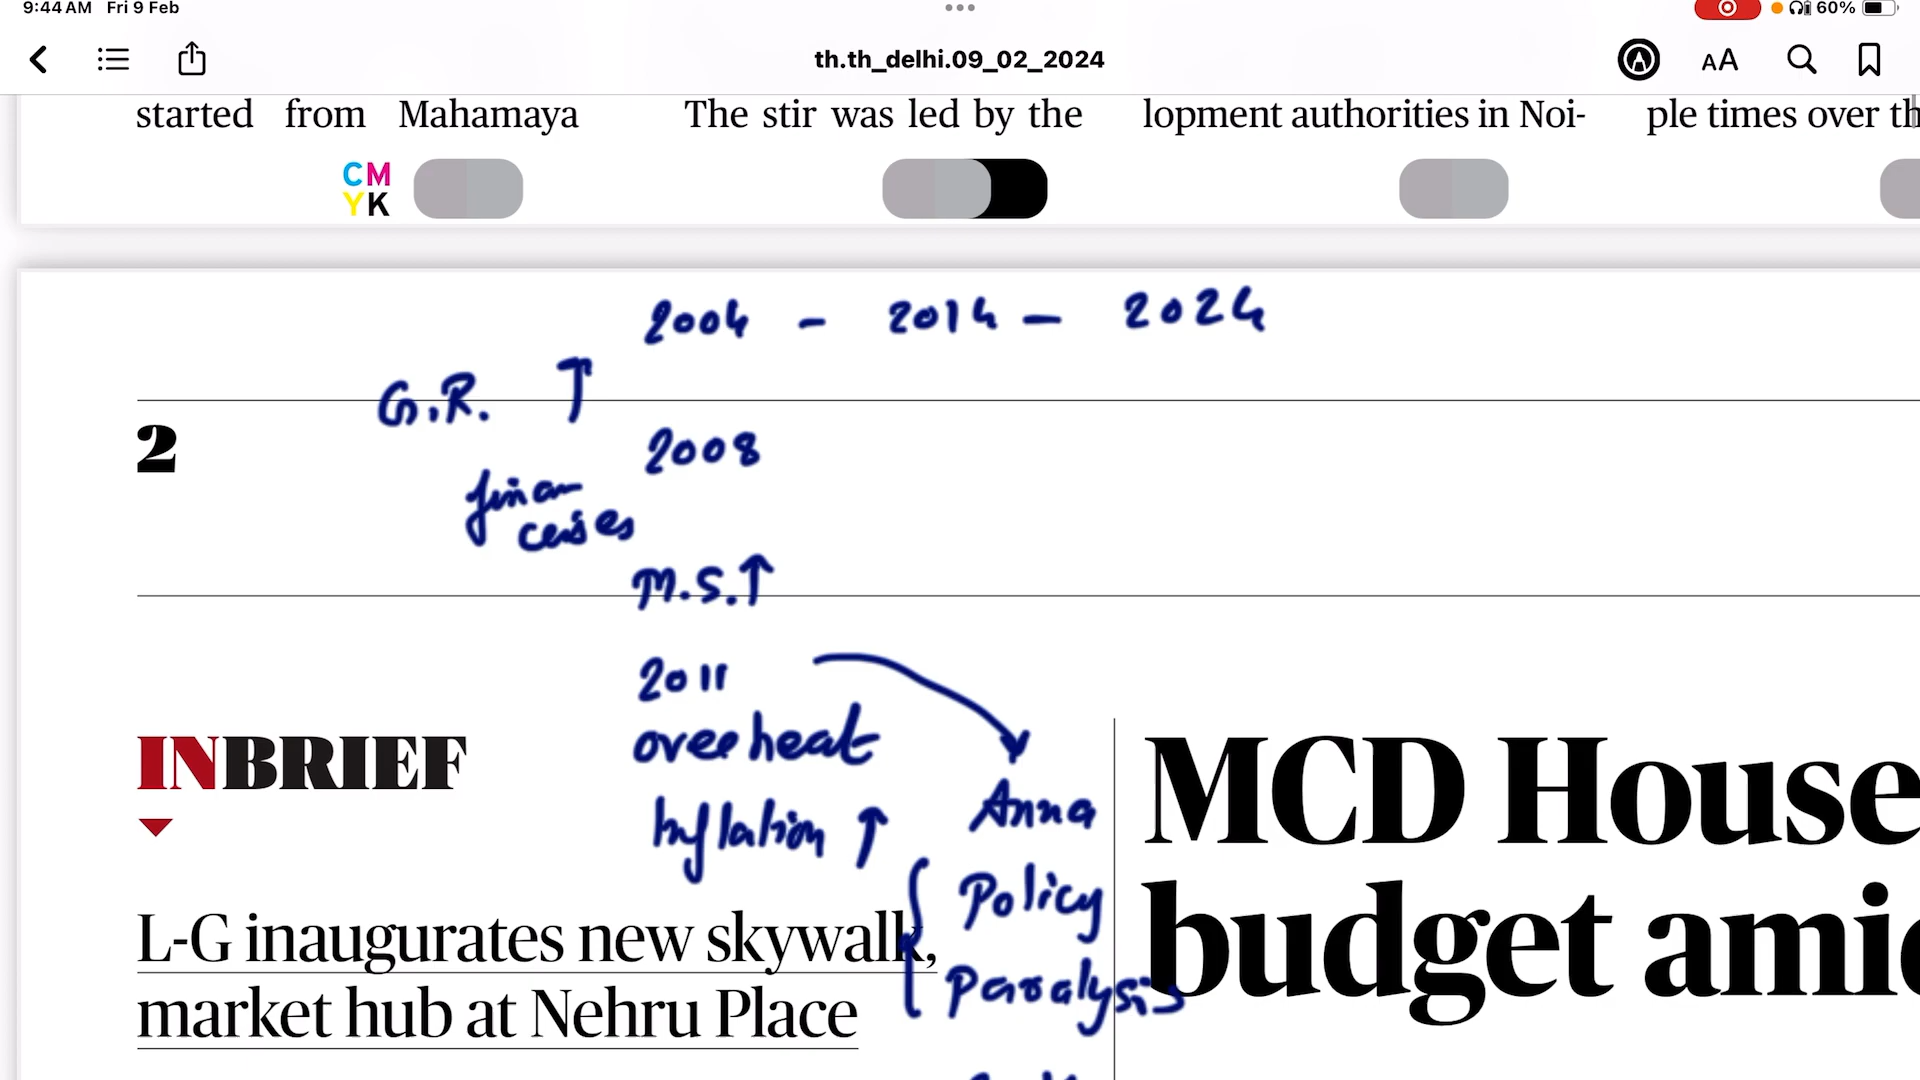 9:44 AM Fri 9 Feb
60%
th.th_delhi.09_02_2024
AA
started from Mahamaya
The stir was led by the
lopment authorities in Noi-
ple times over th
CM
YK
2004 - 2014 - 2024
G.R. ↑
2008
finan
crises
M.S.↑
2011
overheat
Inflation ↑
Anna
Policy
Paralysis
2
INBRIEF
L-G inaugurates new skywalk,
market hub at Nehru Place
MCD House
budget amid